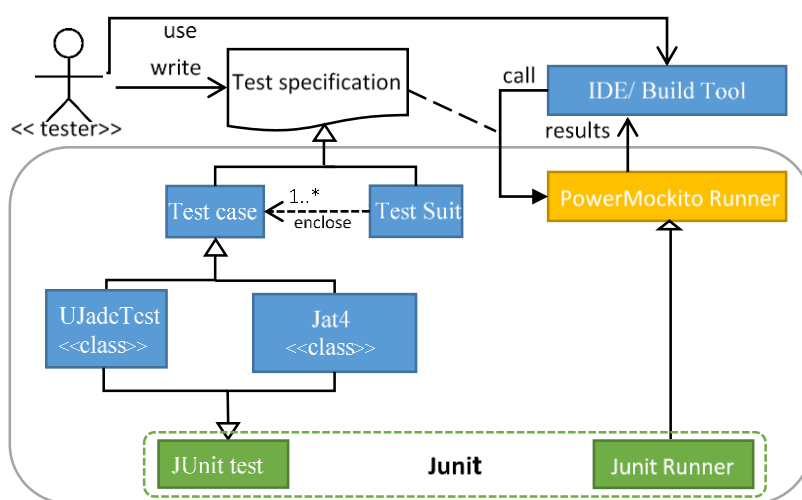 use
write
Test specification
call
IDE/ Build Tool
<< tester>>
results
Test case
1..*
enclose
Test Suit
PowerMockito Runner
UJadeTest
<<class>>
Jat4
<<class>>
JUnit test
Junit
Junit Runner